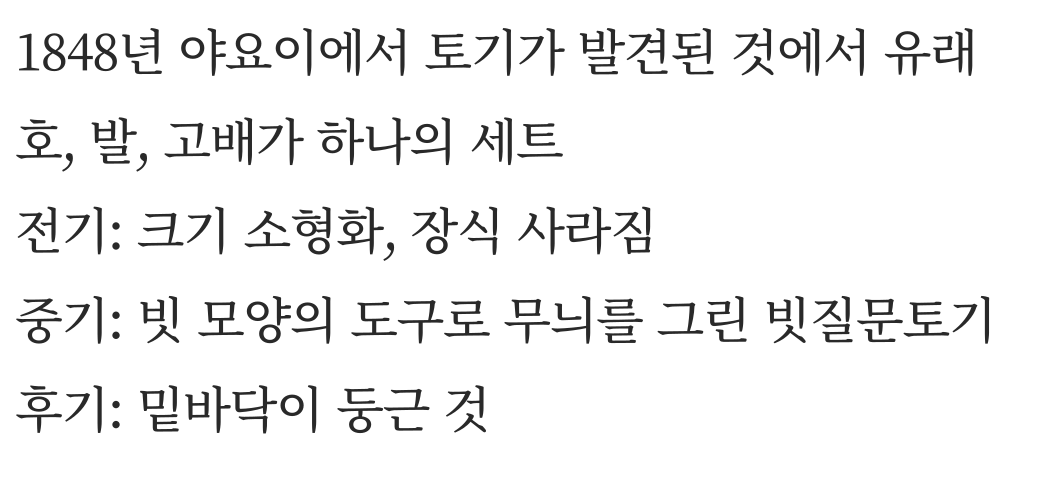 1848년 야요이에서 토기가 발견된 것에서 유래
호, 발, 고배가 하나의 세트
전기: 크기 소형화, 장식 사라짐
중기: 빗 모양의 도구로 무늬를 그린 빗질문토기
후기: 밑바닥이 둥근 것